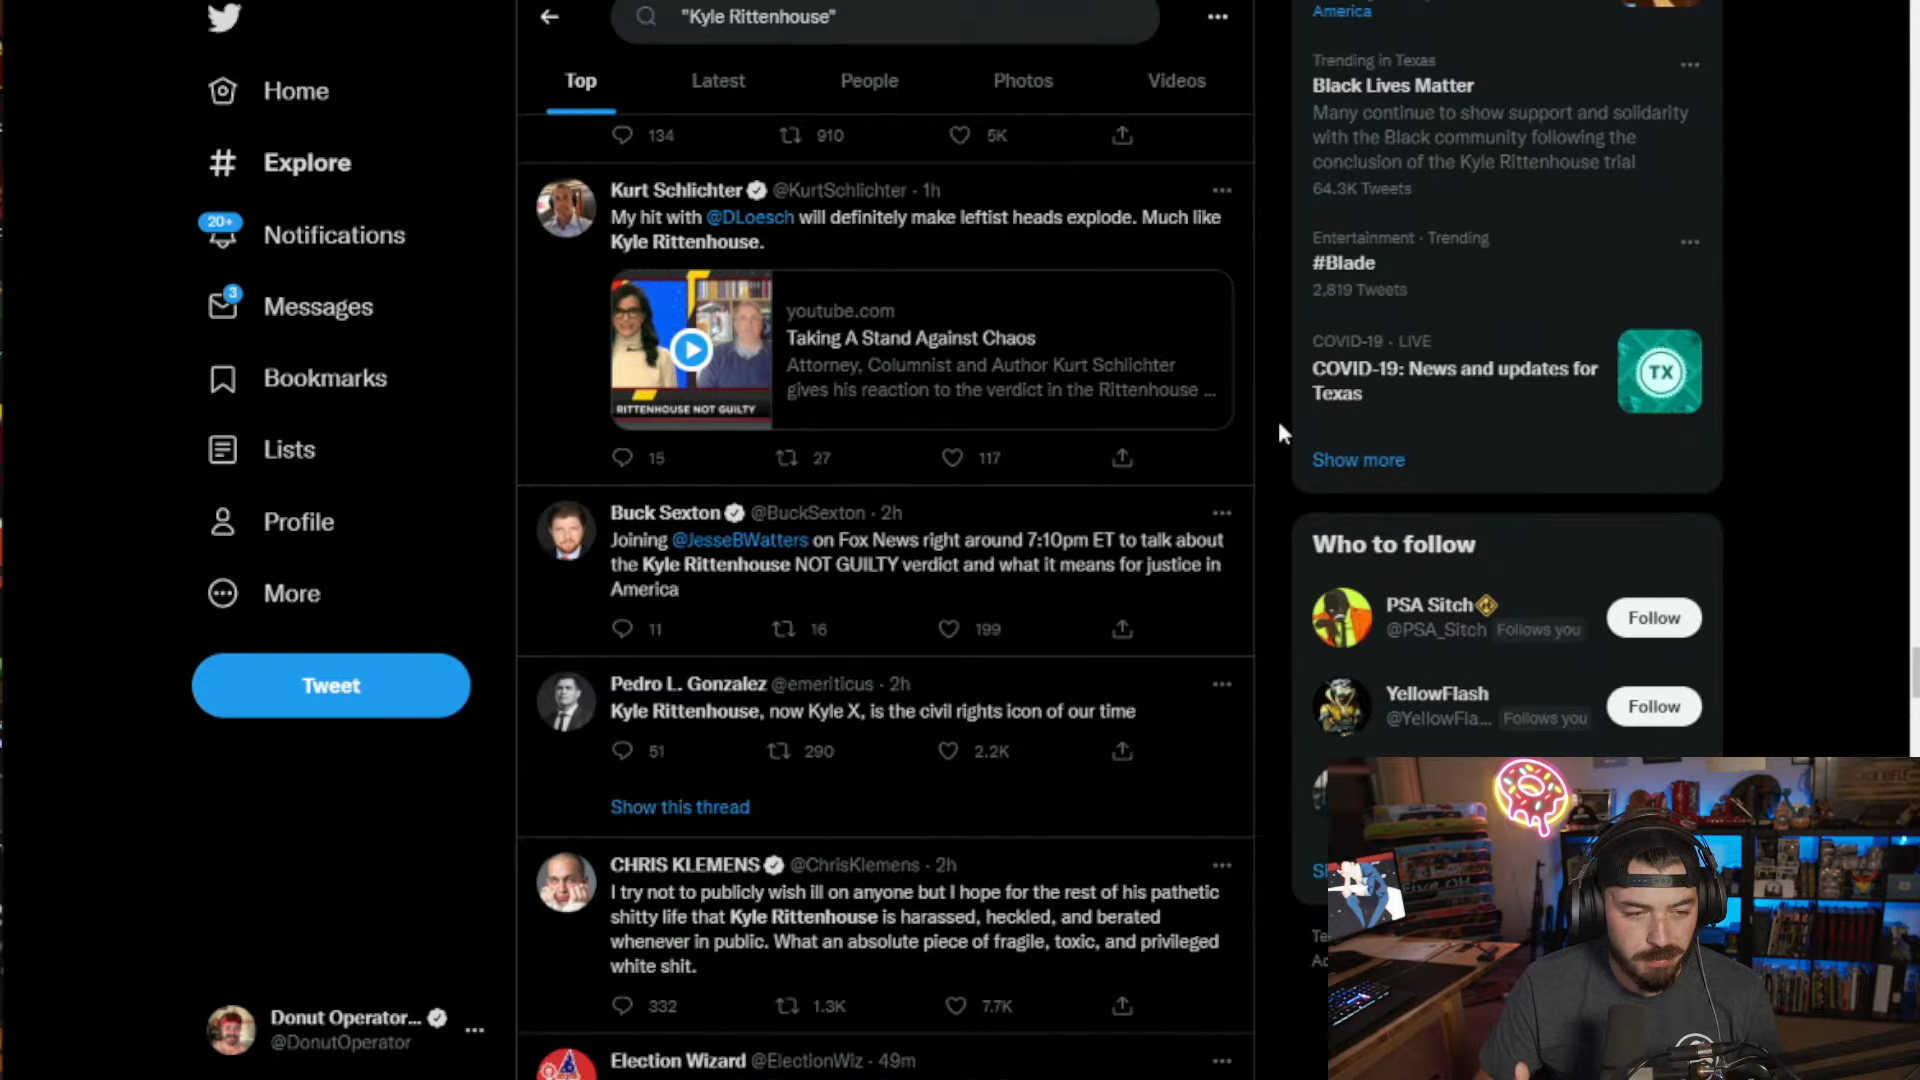 "Kyle Rittenhouse"
Top Latest People Photos Videos
134 910 5K
Home
Explore
20+
Notifications
3
Messages
Bookmarks
Lists
Profile
More
Tweet
Donut Operator...
@DonutOperator
Kurt Schlichter @KurtSchlichter · 1h
My hit with @DLoesch will definitely make leftist heads explode. Much like
Kyle Rittenhouse.
RITTENHOUSE NOT GUILTY
youtube.com
Taking A Stand Against Chaos
Attorney, Columnist and Author Kurt Schlichter
gives his reaction to the verdict in the Rittenhouse ...
15 27 117
Buck Sexton @BuckSexton · 2h
Joining @JesseBWatters on Fox News right around 7:10pm ET to talk about
the Kyle Rittenhouse NOT GUILTY verdict and what it means for justice in
America
11 16 199
Pedro L. Gonzalez @emeriticus · 2h
Kyle Rittenhouse, now Kyle X, is the civil rights icon of our time
51 290 2.2K
Show this thread
CHRIS KLEMENS @ChrisKlemens · 2h
I try not to publicly wish ill on anyone but I hope for the rest of his pathetic
shitty life that Kyle Rittenhouse is harassed, heckled, and berated
whenever in public. What an absolute piece of fragile, toxic, and privileged
white shit.
332 1.3K 7.7K
Election Wizard @ElectionWiz · 49m
America
Trending in Texas
Black Lives Matter
Many continue to show support and solidarity
with the Black community following the
conclusion of the Kyle Rittenhouse trial
64.3K Tweets
Entertainment · Trending
#Blade
2,819 Tweets
COVID-19 · LIVE
COVID-19: News and updates for
Texas
TX
Show more
Who to follow
PSA Sitch
@PSA_Sitch Follows you
Follow
YellowFlash
@YellowFla... Follows you
Follow